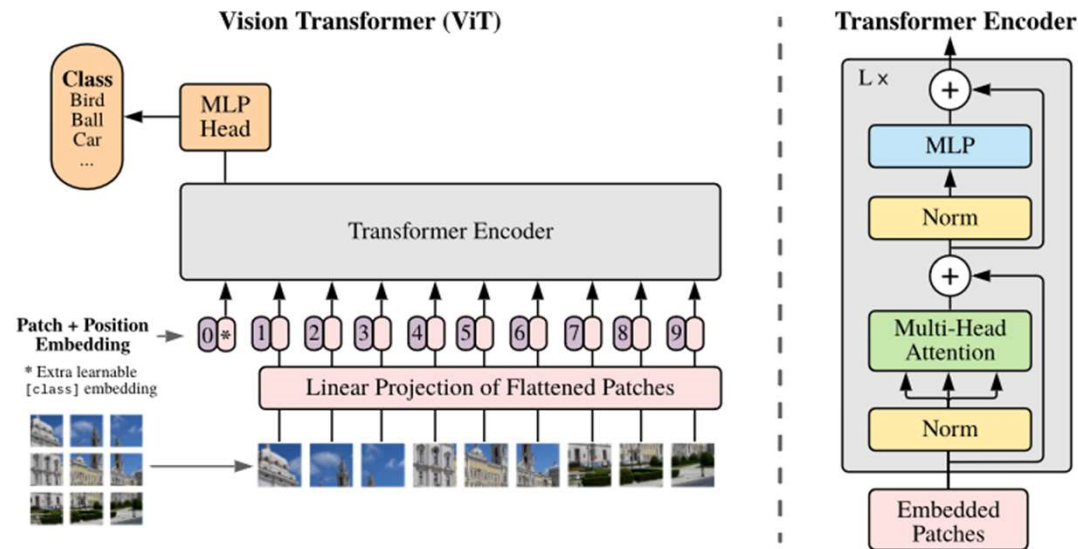 Vision Transformer (ViT)
Class
Bird
Ball
Car
...
MLP
Head
Transformer Encoder
Patch + Position
Embedding
0 * 1 2 3 4 5 6 7 8 9
* Extra learnable
[class] embedding
Linear Projection of Flattened Patches
Transformer Encoder
L ×
+
MLP
Norm
+
Multi-Head
Attention
Norm
Embedded
Patches